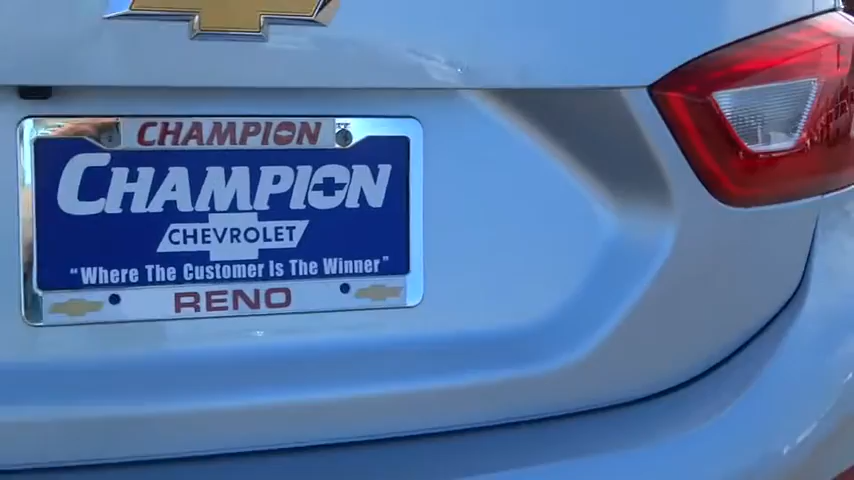 CHAMPION
CHAMPION
CHEVROLET
"Where The Customer Is The Winner"
RENO